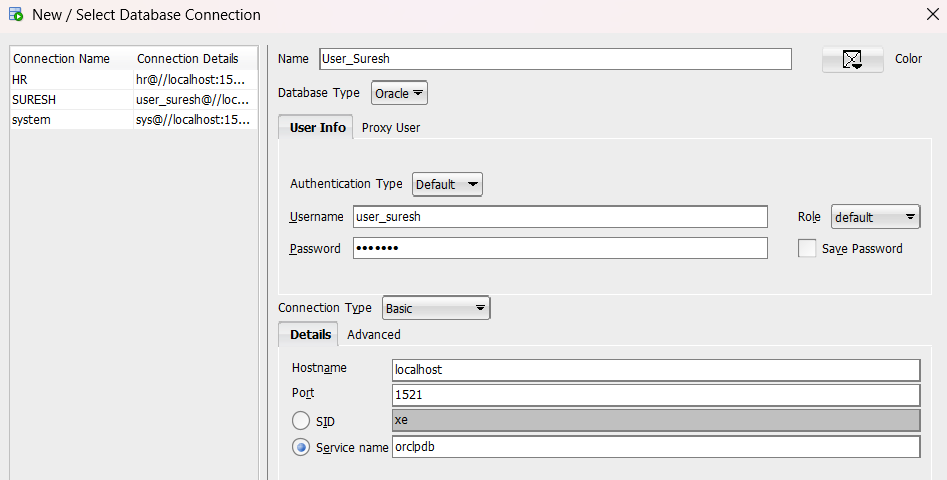 New / Select Database Connection
Connection Name Connection Details
HR hr@//localhost:15...
SURESH user_suresh@//loc...
system sys@//localhost:15...
Name User_Suresh Color
Database Type Oracle
User Info Proxy User
Authentication Type Default
Username user_suresh Role default
Password ••••••• Save Password
Connection Type Basic
Details Advanced
Hostname localhost
Port 1521
SID xe
Service name orclpdb